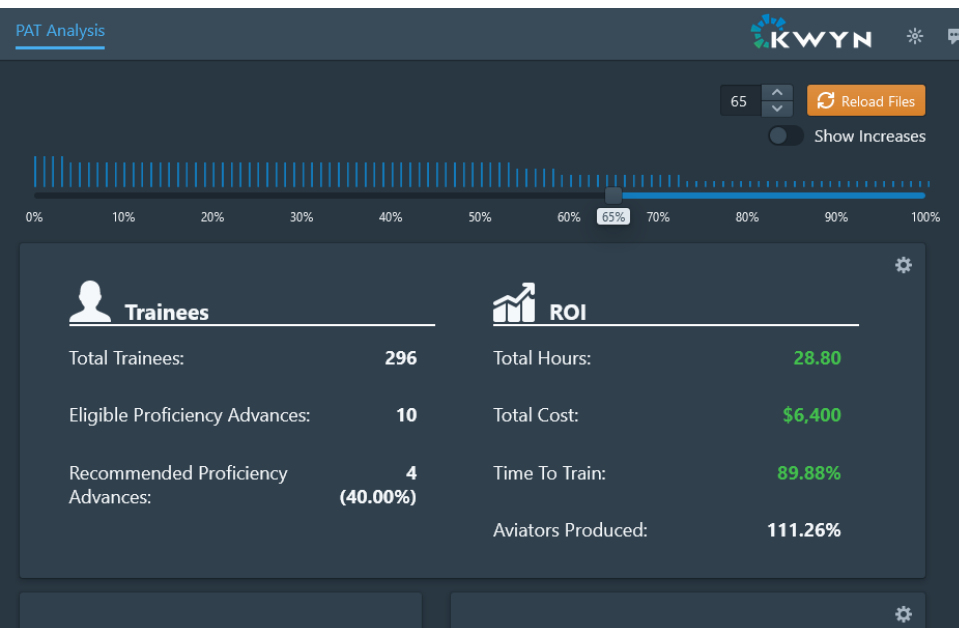 PAT Analysis
KWYN
65
Reload Files
Show Increases
0% 10% 20% 30% 40% 50% 60% 65% 70% 80% 90% 100%
Trainees
Total Trainees: 296
Eligible Proficiency Advances: 10
Recommended Proficiency 4
Advances: (40.00%)
ROI
Total Hours: 28.80
Total Cost: $6,400
Time To Train: 89.88%
Aviators Produced: 111.26%